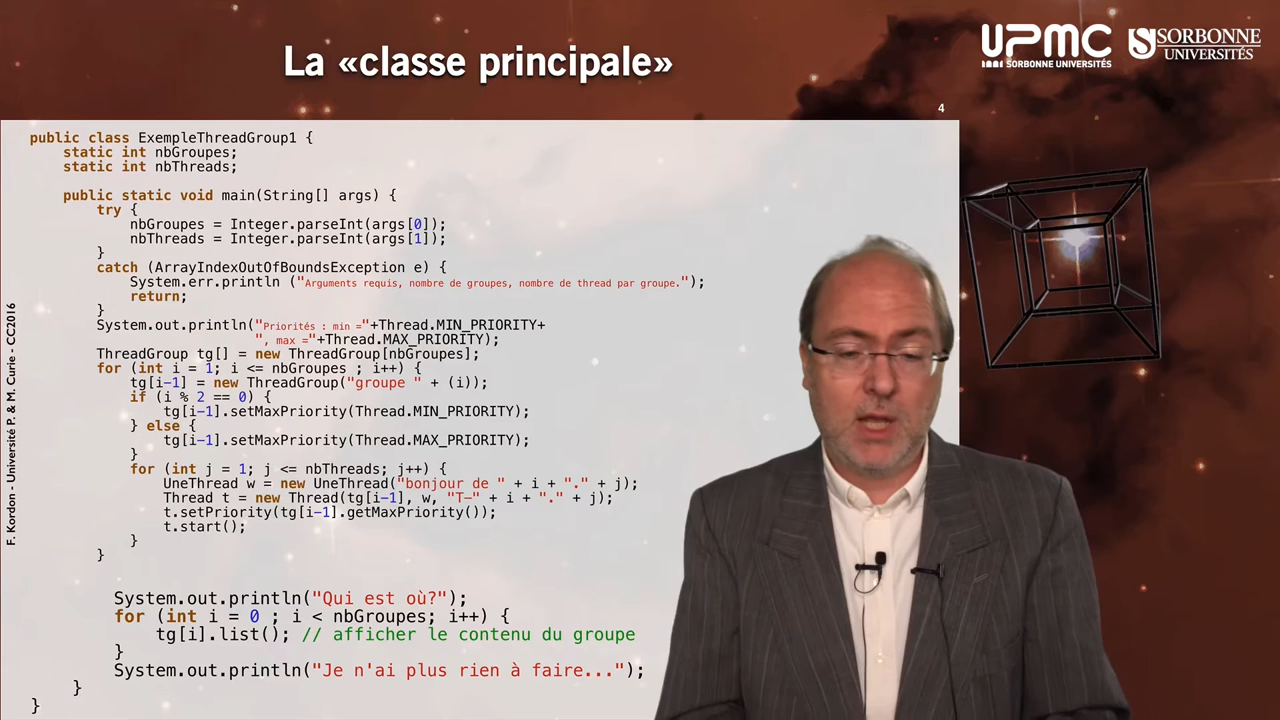 La «classe principale»
UPMC
SORBONNE UNIVERSITÉS
SORBONNE
UNIVERSITÉS
4
public class ExempleThreadGroup1 {
static int nbGroupes;
static int nbThreads;
public static void main(String[] args) {
try {
nbGroupes = Integer.parseInt(args[0]);
nbThreads = Integer.parseInt(args[1]);
}
catch (ArrayIndexOutOfBoundsException e) {
System.err.println ("Arguments requis, nombre de groupes, nombre de thread par groupe.");
return;
}
System.out.println("Priorités : min ="+Thread.MIN_PRIORITY+
", max ="+Thread.MAX_PRIORITY);
ThreadGroup tg[] = new ThreadGroup[nbGroupes];
for (int i = 1; i <= nbGroupes ; i++) {
tg[i-1] = new ThreadGroup("groupe " + (i));
if (i % 2 == 0) {
tg[i-1].setMaxPriority(Thread.MIN_PRIORITY);
} else {
tg[i-1].setMaxPriority(Thread.MAX_PRIORITY);
}
for (int j = 1; j <= nbThreads; j++) {
UneThread w = new UneThread("bonjour de " + i + "." + j);
Thread t = new Thread(tg[i-1], w, "T-" + i + "." + j);
t.setPriority(tg[i-1].getMaxPriority());
t.start();
}
}
System.out.println("Qui est où?");
for (int i = 0 ; i < nbGroupes; i++) {
tg[i].list(); // afficher le contenu du groupe
}
System.out.println("Je n'ai plus rien à faire...");
}
}
F. Kordon - Université P. & M. Curie - CC2016